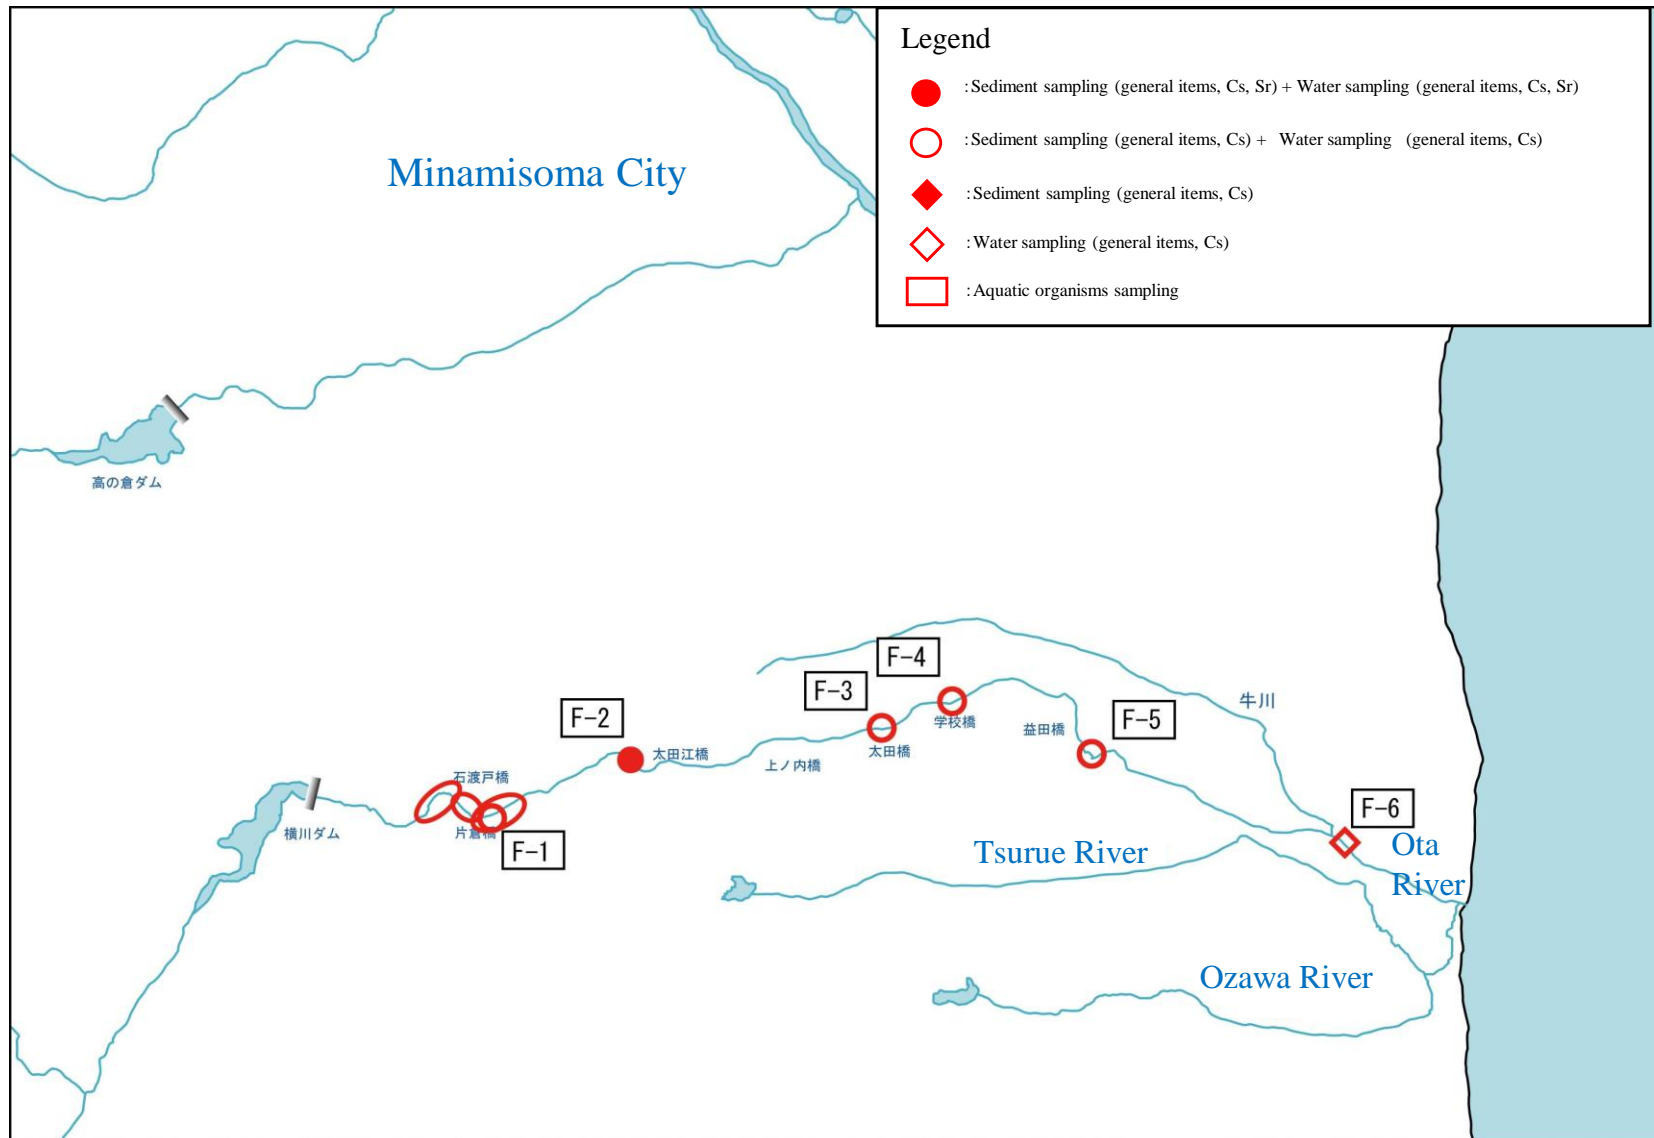 Legend
:Sediment sampling (general items, Cs, Sr) + Water sampling (general items, Cs, Sr)
:Sediment sampling (general items, Cs) + Water sampling (general items, Cs)
:Sediment sampling (general items, Cs)
:Water sampling (general items, Cs)
:Aquatic organisms sampling
Minamisoma City
高の倉ダム
F-4
F-3
F-2
F-5
牛川
学校橋
益田橋
太田橋
太田江橋
上ノ内橋
石渡戸橋
横川ダム
片倉橋
F-1
F-6
Ota
River
Tsurue River
Ozawa River